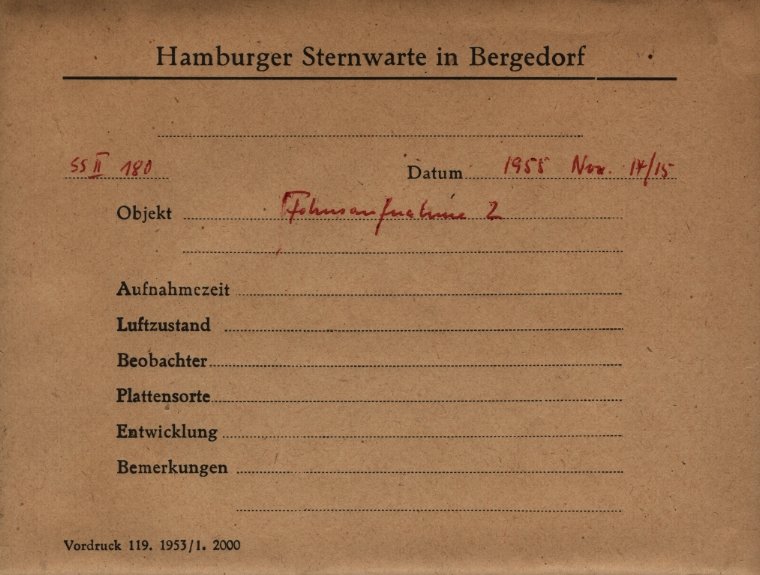 Hamburger Sternwarte in Bergedorf
SS II 180 Datum 1955 Nov. 14/15
Objekt 2
Aufnahmezeit
Luftzustand
Beobachter
Plattensorte
Entwicklung
Bemerkungen
Vordruck 119. 1953/1. 2000